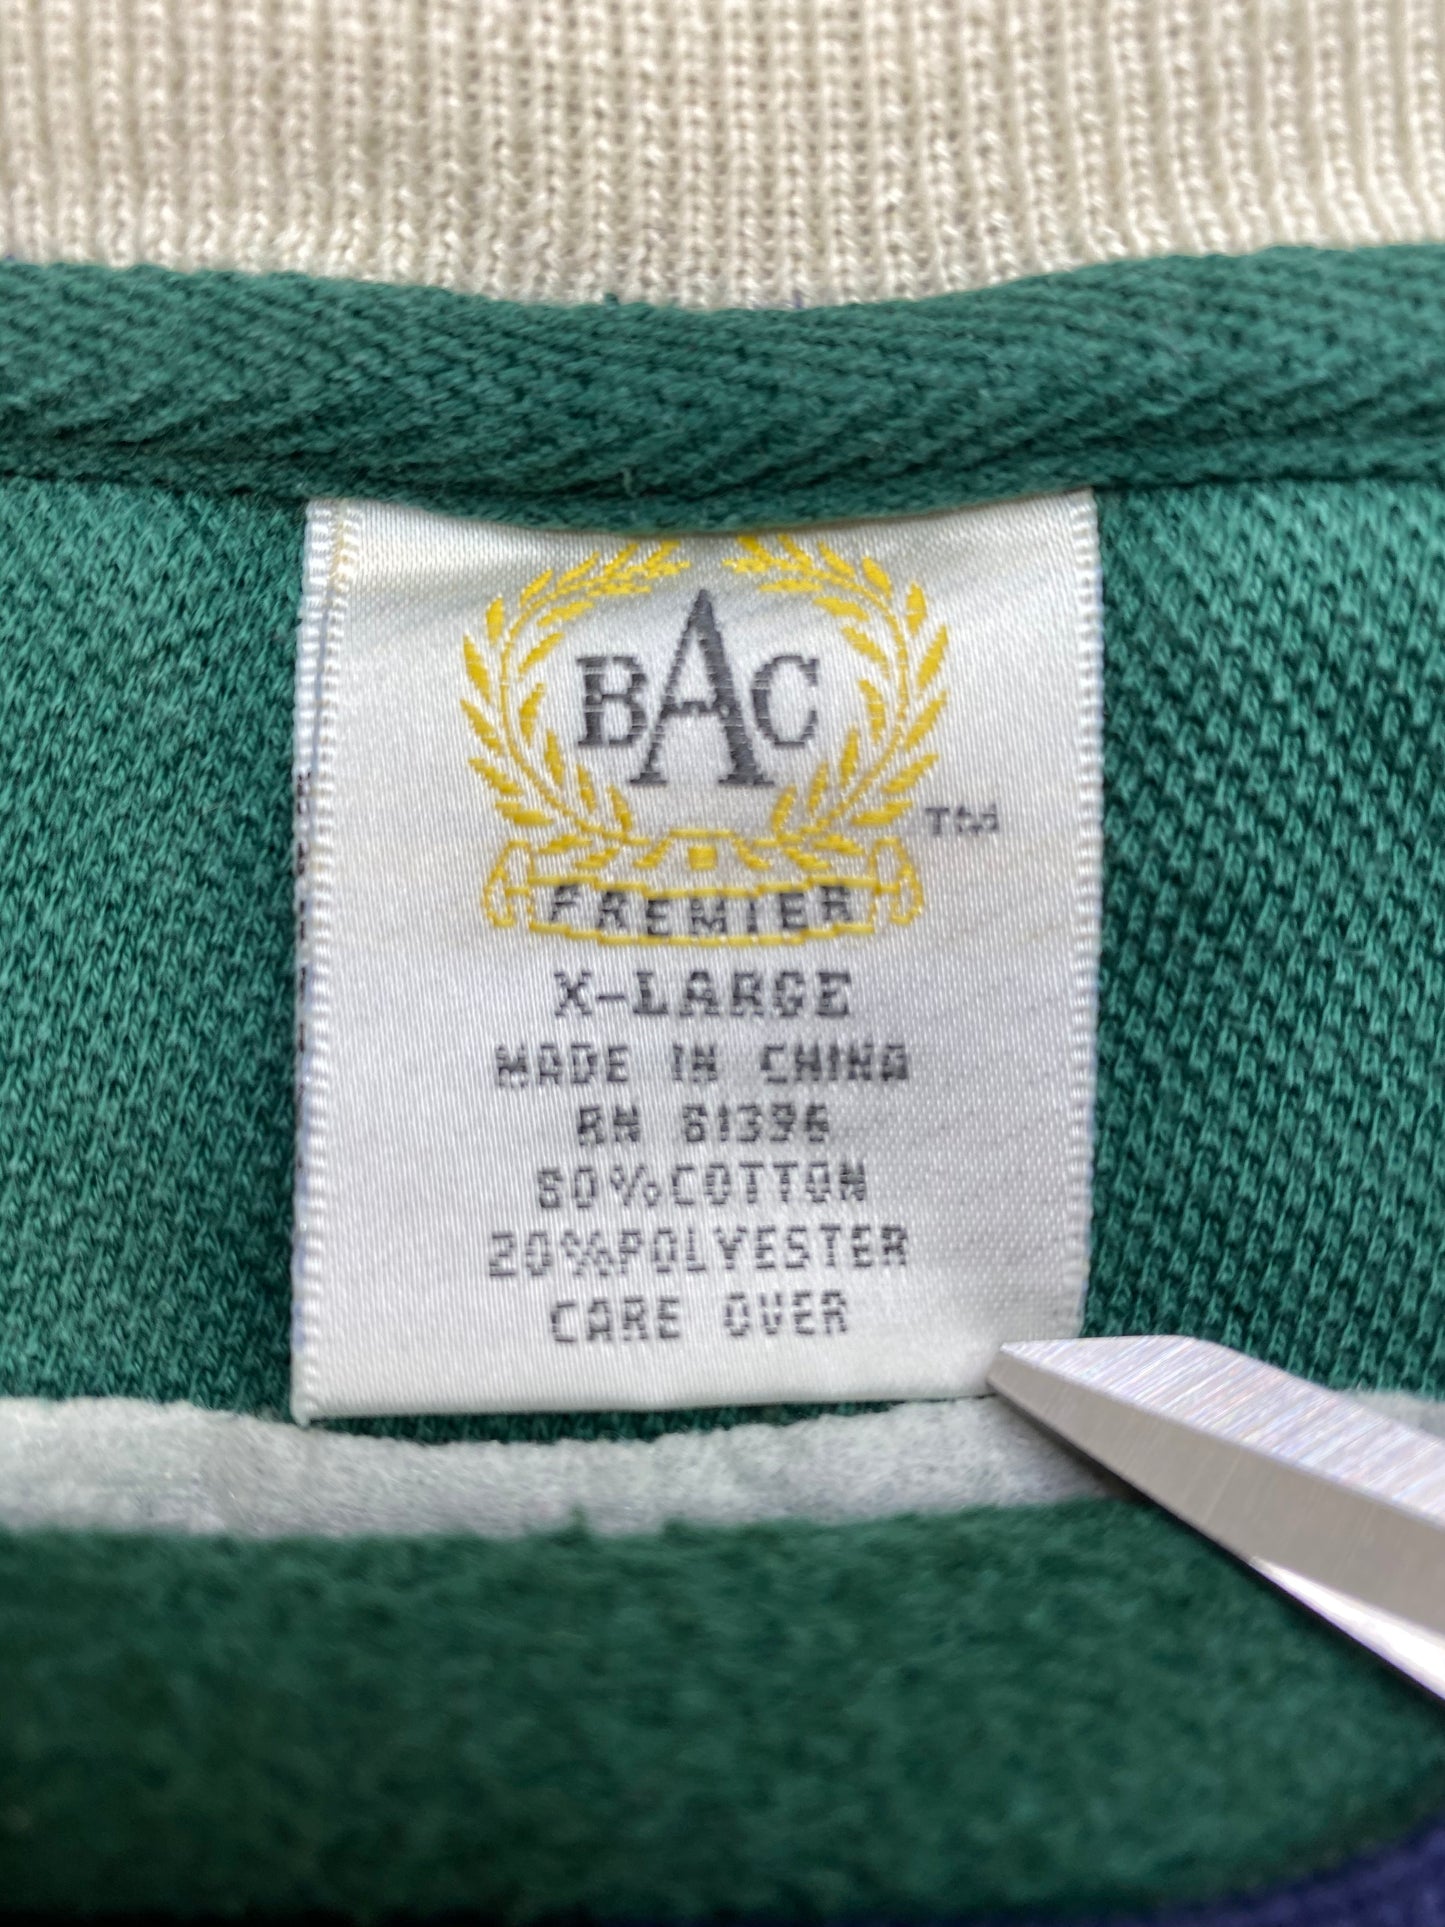 BAC
TM
PREMIER
X-LARGE
MADE IN CHINA
RN 61396
80%COTTON
20%POLYESTER
CARE OVER